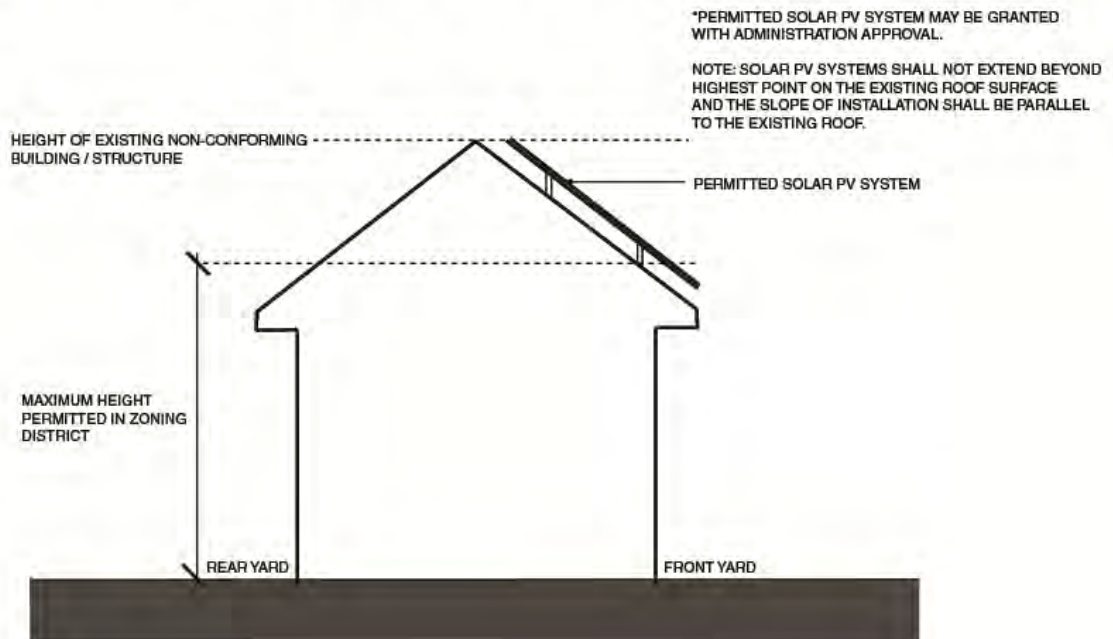 *PERMITTED SOLAR PV SYSTEM MAY BE GRANTED
WITH ADMINISTRATION APPROVAL.
NOTE: SOLAR PV SYSTEMS SHALL NOT EXTEND BEYOND
HIGHEST POINT ON THE EXISTING ROOF SURFACE
AND THE SLOPE OF INSTALLATION SHALL BE PARALLEL
TO THE EXISTING ROOF.
HEIGHT OF EXISTING NON-CONFORMING
BUILDING / STRUCTURE
PERMITTED SOLAR PV SYSTEM
MAXIMUM HEIGHT
PERMITTED IN ZONING
DISTRICT
REAR YARD
FRONT YARD